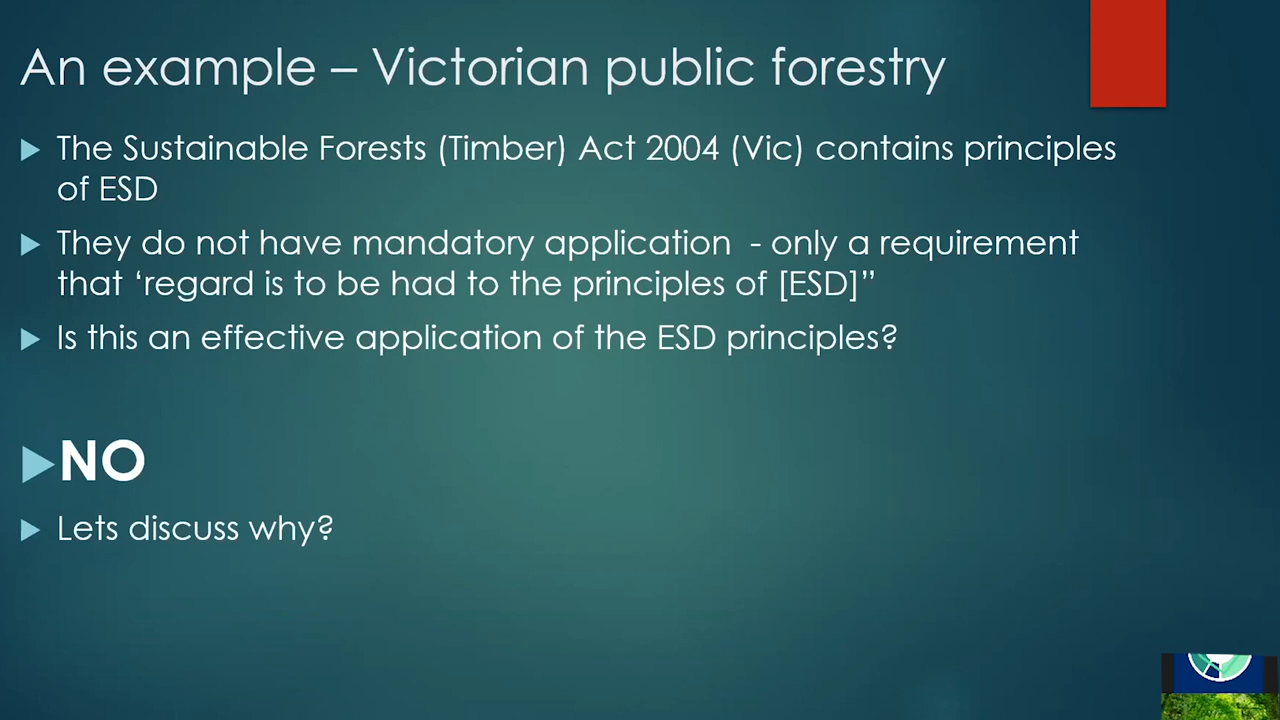 An example – Victorian public forestry
The Sustainable Forests (Timber) Act 2004 (Vic) contains principles
of ESD
They do not have mandatory application - only a requirement
that ‘regard is to be had to the principles of [ESD]”
Is this an effective application of the ESD principles?
NO
Lets discuss why?